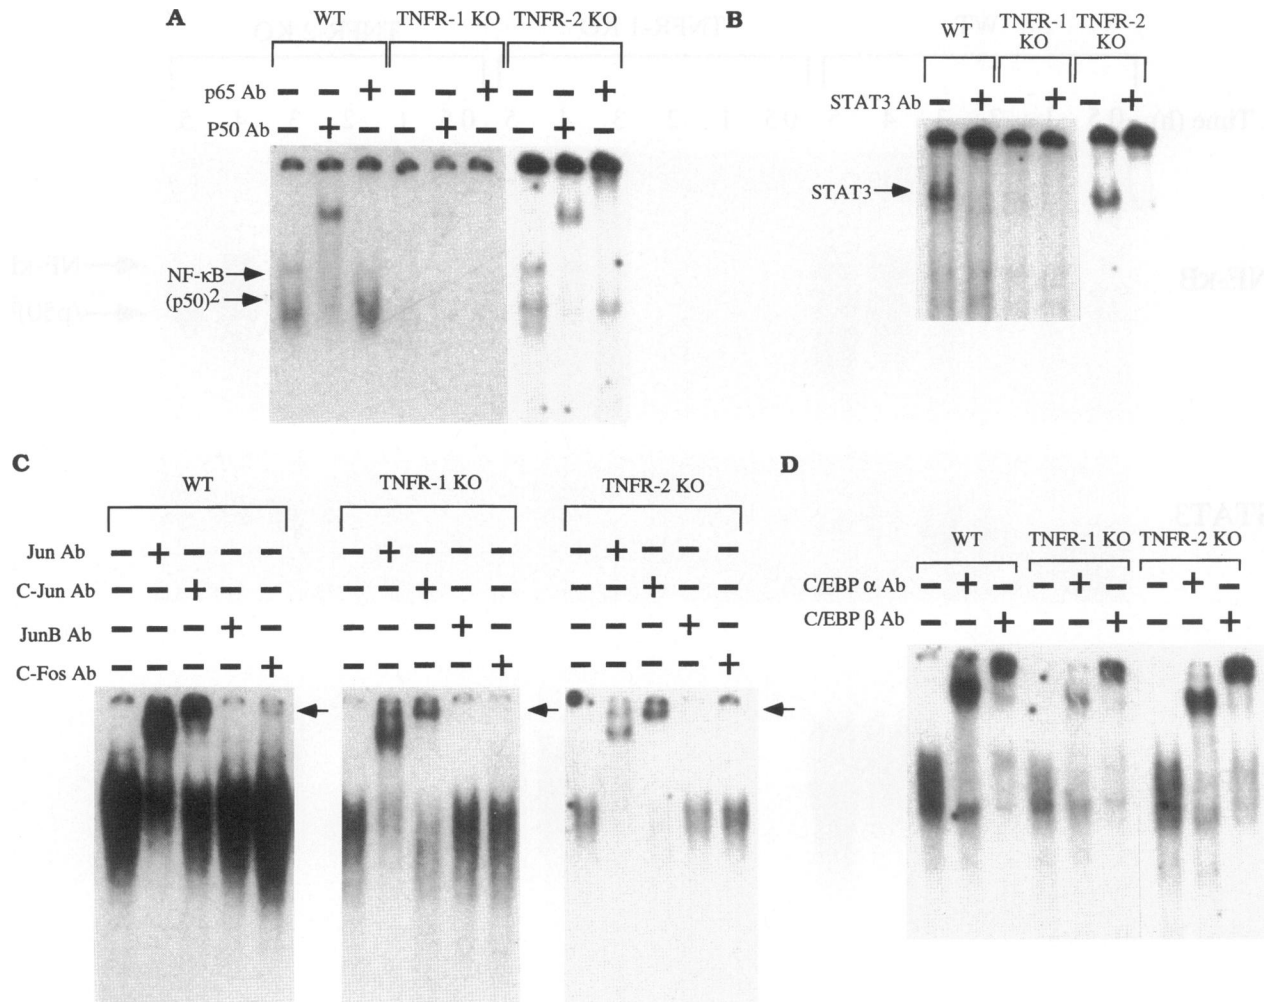 A
WT TNFR-1 KO TNFR-2 KO
p65 Ab − − + − − + − − +
P50 Ab − + − − + − − + −
NF-κB
(p50)2
B
WT TNFR-1 KO TNFR-2 KO
STAT3 Ab − + − + − +
STAT3
C
WT TNFR-1 KO TNFR-2 KO
Jun Ab − + − − − − + − − − − + − − −
C-Jun Ab − − + − − − − + − − − − + − −
JunB Ab − − − + − − − − + − − − − + −
C-Fos Ab − − − − + − − − − + − − − − +
D
WT TNFR-1 KO TNFR-2 KO
C/EBP α Ab − + − − + − − + −
C/EBP β Ab − − + − − + − − +